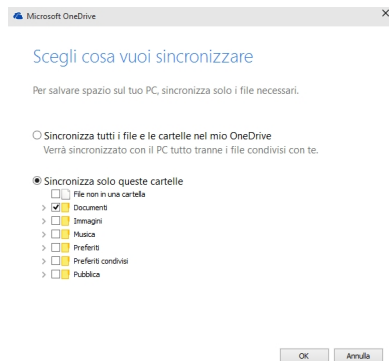 Microsoft OneDrive
Scegli cosa vuoi sincronizzare
Per salvare spazio sul tuo PC, sincronizza solo i file necessari.
Sincronizza tutti i file e le cartelle nel mio OneDrive
Verrà sincronizzato con il PC tutto tranne i file condivisi con te.
Sincronizza solo queste cartelle
File non in una cartella
Documenti
Immagini
Musica
Preferiti
Preferiti condivisi
Pubblica
OK Annulla